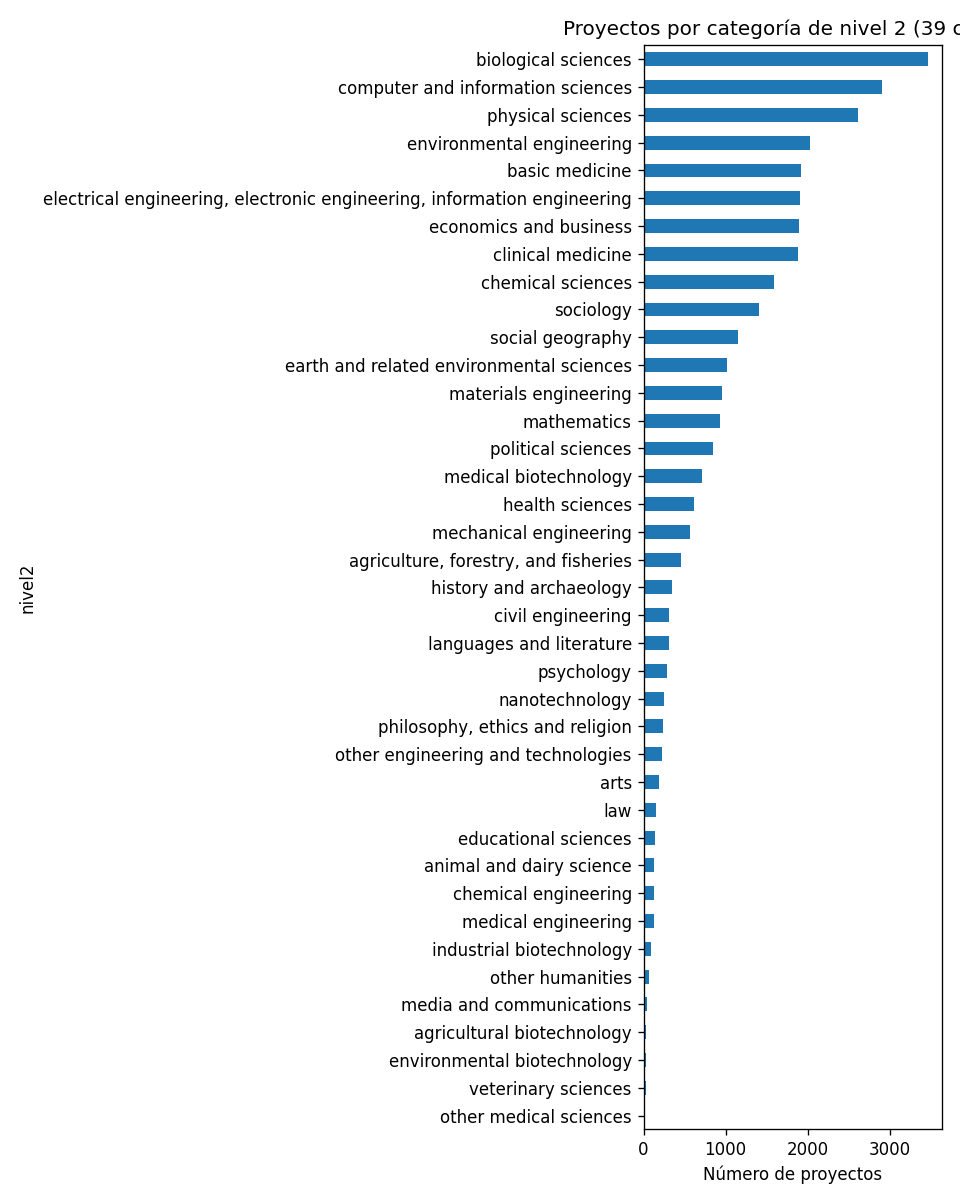 Proyectos por categoría de nivel 2 (39 c
biological sciences
computer and information sciences
physical sciences
environmental engineering
basic medicine
electrical engineering, electronic engineering, information engineering
economics and business
clinical medicine
chemical sciences
sociology
social geography
earth and related environmental sciences
materials engineering
mathematics
political sciences
medical biotechnology
health sciences
mechanical engineering
agriculture, forestry, and fisheries
history and archaeology
civil engineering
languages and literature
psychology
nanotechnology
philosophy, ethics and religion
other engineering and technologies
arts
law
educational sciences
animal and dairy science
chemical engineering
medical engineering
industrial biotechnology
other humanities
media and communications
agricultural biotechnology
environmental biotechnology
veterinary sciences
other medical sciences
nivel2
0 1000 2000 3000
Número de proyectos